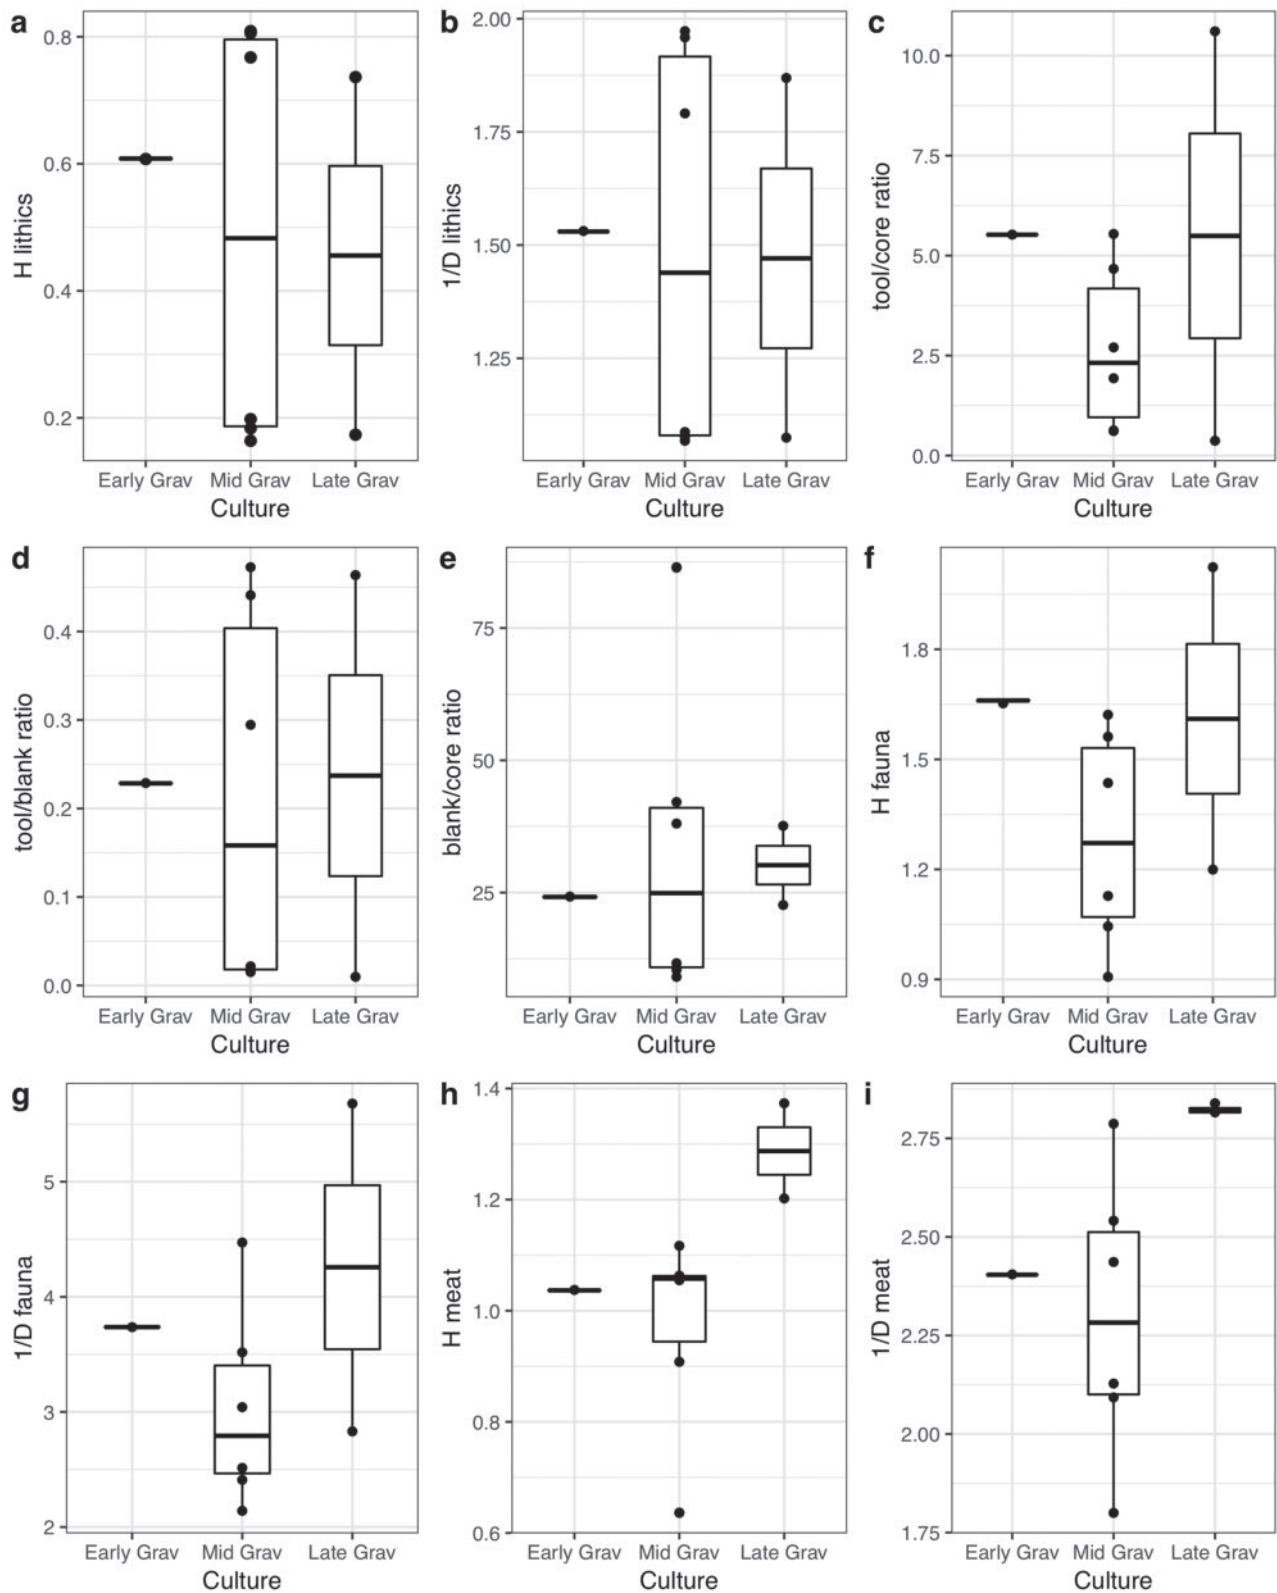 a
H lithics
0.8
0.6
0.4
0.2
Early Grav Mid Grav Late Grav
Culture
b
1/D lithics
2.00
1.75
1.50
1.25
Early Grav Mid Grav Late Grav
Culture
c
tool/core ratio
10.0
7.5
5.0
2.5
0.0
Early Grav Mid Grav Late Grav
Culture
d
tool/blank ratio
0.4
0.3
0.2
0.1
0.0
Early Grav Mid Grav Late Grav
Culture
e
blank/core ratio
75
50
25
Early Grav Mid Grav Late Grav
Culture
f
H fauna
1.8
1.5
1.2
0.9
Early Grav Mid Grav Late Grav
Culture
g
1/D fauna
5
4
3
2
Early Grav Mid Grav Late Grav
Culture
h
H meat
1.4
1.2
1.0
0.8
0.6
Early Grav Mid Grav Late Grav
Culture
i
1/D meat
2.75
2.50
2.25
2.00
1.75
Early Grav Mid Grav Late Grav
Culture